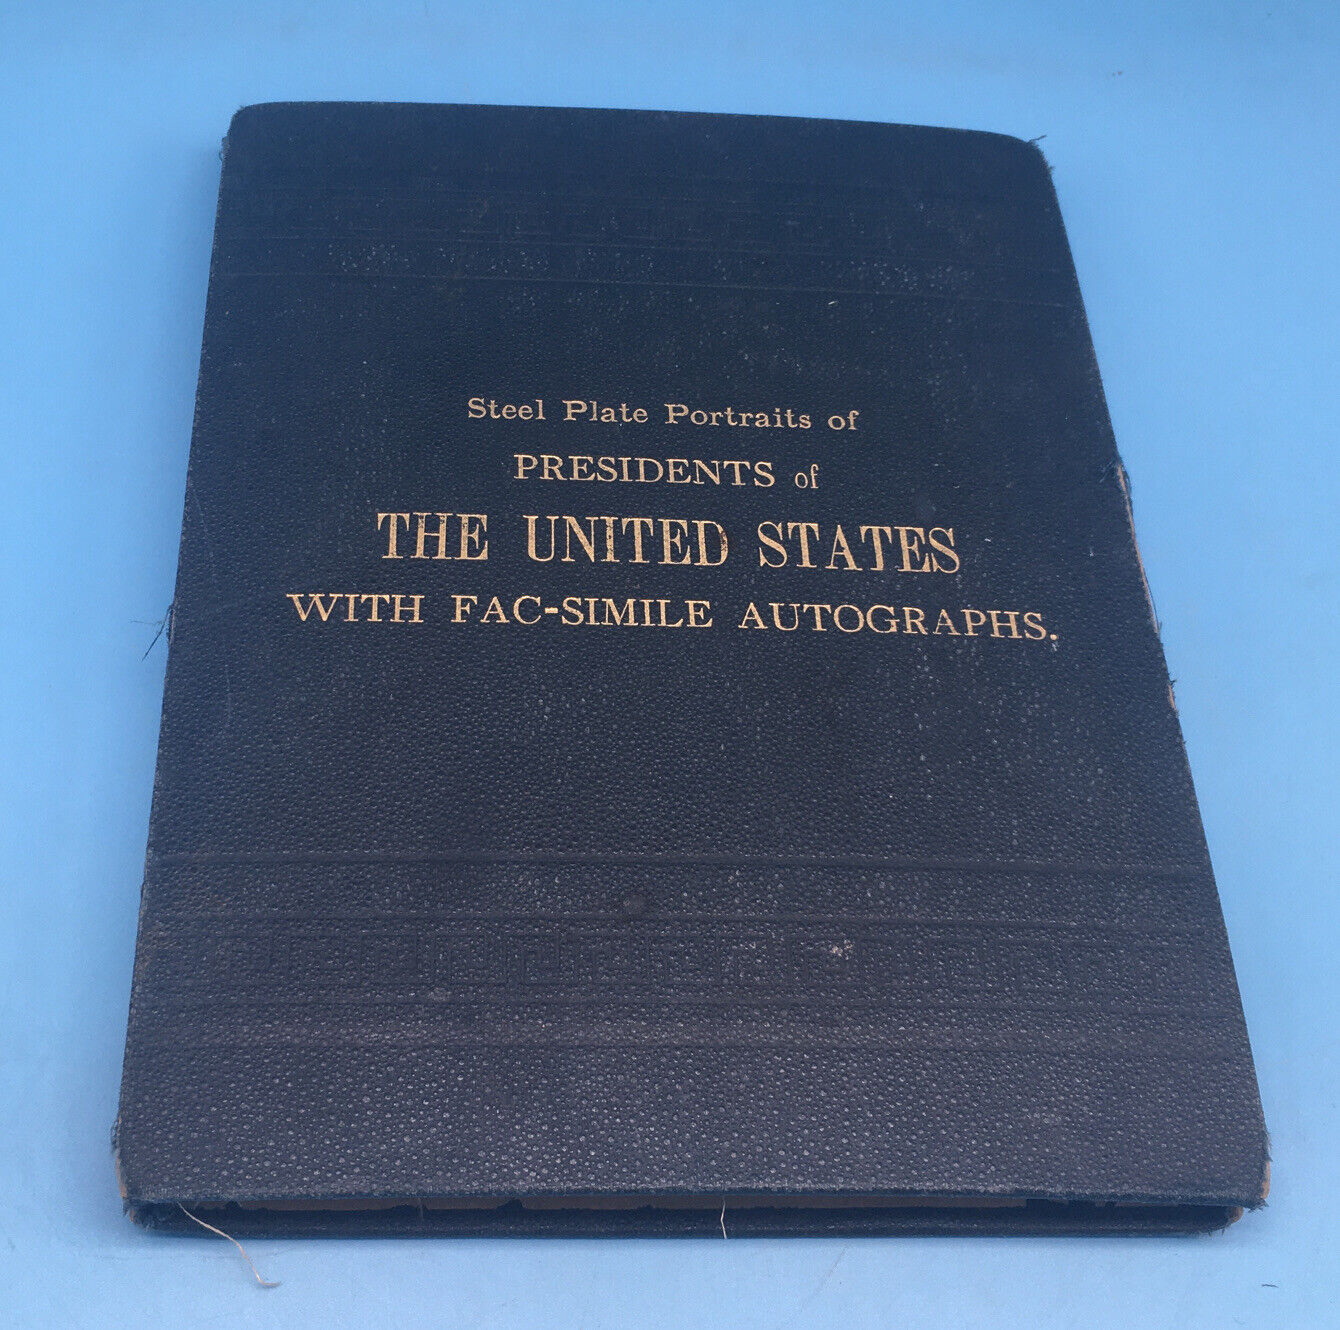 Steel Plate Portraits of
PRESIDENTS of
THE UNITED STATES
WITH FAC-SIMILE AUTOGRAPHS.